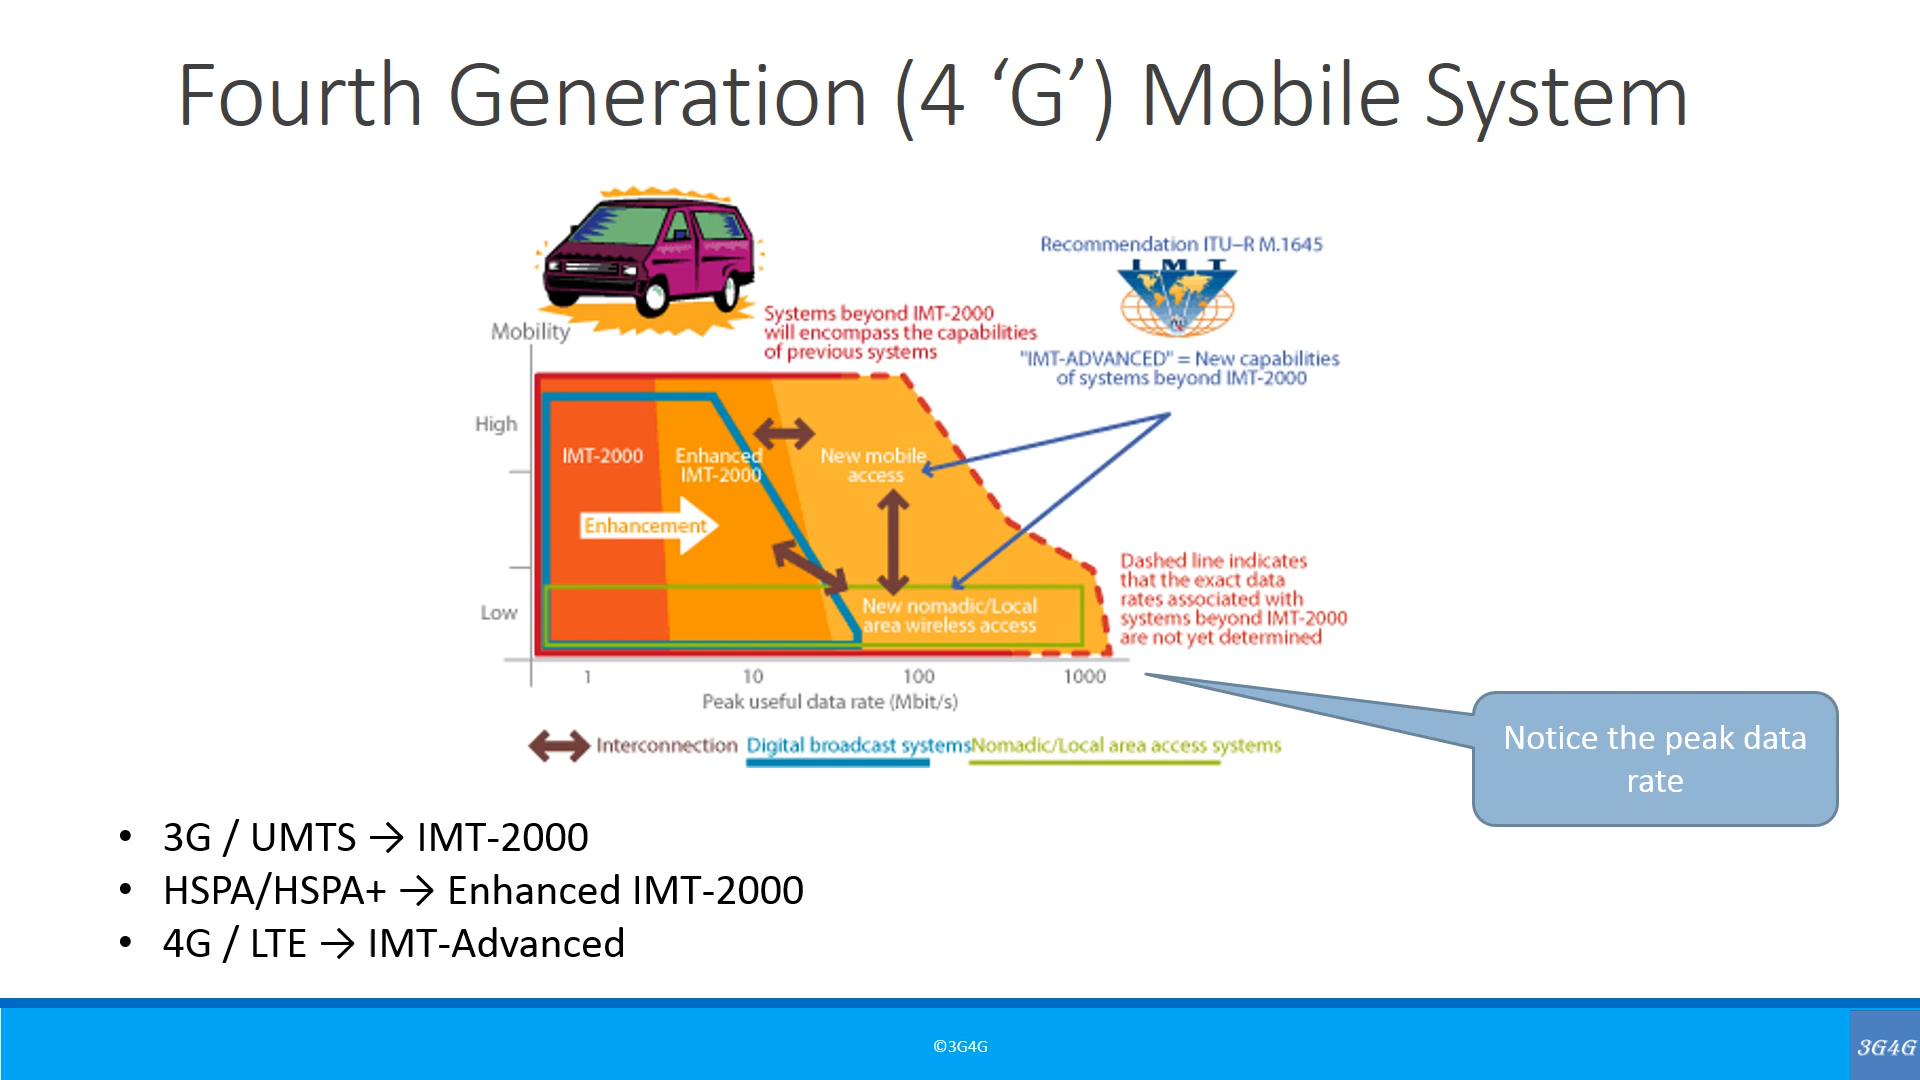 Fourth Generation (4 ‘G’) Mobile System
Recommendation ITU–R M.1645
IMT
Systems beyond IMT-2000
will encompass the capabilities
of previous systems
"IMT-ADVANCED" = New capabilities
of systems beyond IMT-2000
Mobility
High
Low
IMT-2000
Enhanced
IMT-2000
New mobile
access
Enhancement
New nomadic/Local
area wireless access
Dashed line indicates
that the exact data
rates associated with
systems beyond IMT-2000
are not yet determined
1 10 100 1000
Peak useful data rate (Mbit/s)
Interconnection Digital broadcast systems Nomadic/Local area access systems
Notice the peak data
rate
• 3G / UMTS → IMT-2000
• HSPA/HSPA+ → Enhanced IMT-2000
• 4G / LTE → IMT-Advanced
©3G4G
3G4G